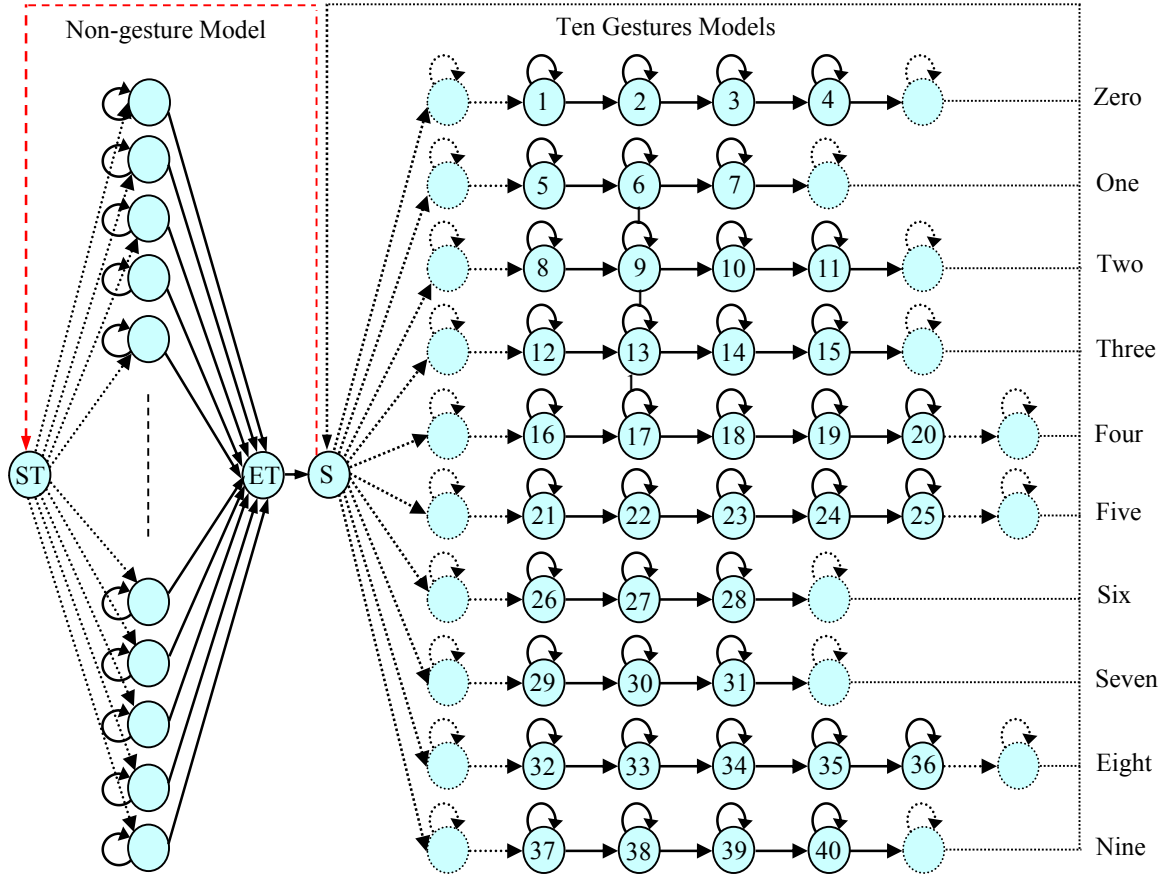 Non-gesture Model
Ten Gestures Models
1 2 3 4 Zero
5 6 7 One
8 9 10 11 Two
12 13 14 15 Three
16 17 18 19 20 Four
ST ET S
21 22 23 24 25 Five
26 27 28 Six
29 30 31 Seven
32 33 34 35 36 Eight
37 38 39 40 Nine